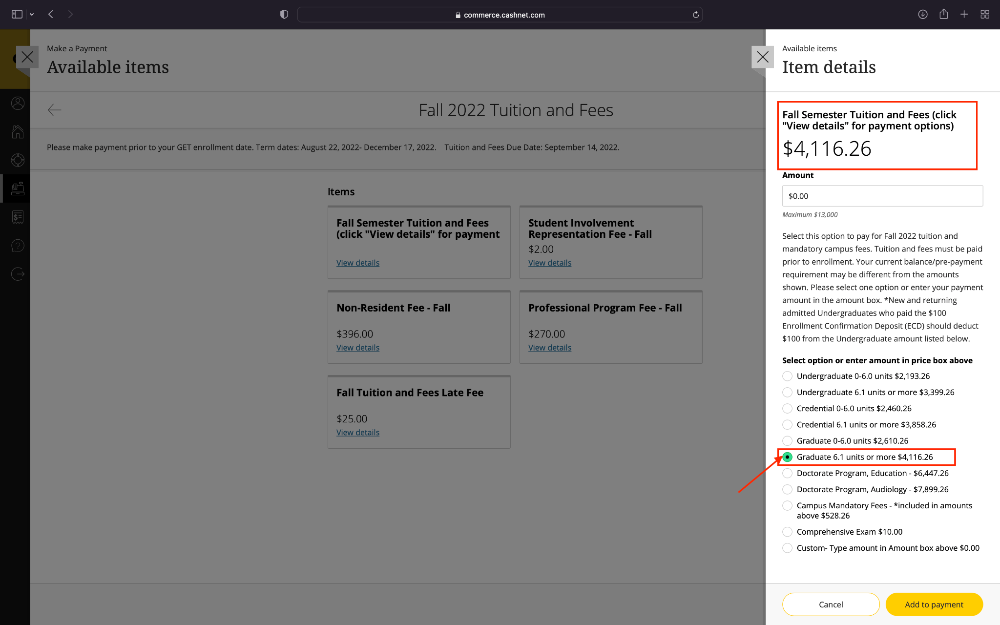 commerce.cashnet.com
Make a Payment
Available items
Fall 2022 Tuition and Fees
Please make payment prior to your GET enrollment date. Term dates: August 22, 2022- December 17, 2022. Tuition and Fees Due Date: September 14, 2022.
Items
Fall Semester Tuition and Fees
(click "View details" for payment
View details
Student Involvement
Representation Fee - Fall
$2.00
View details
Non-Resident Fee - Fall
$396.00
View details
Professional Program Fee - Fall
$270.00
View details
Fall Tuition and Fees Late Fee
$25.00
View details
Available items
Item details
Fall Semester Tuition and Fees (click
"View details" for payment options)
$4,116.26
Amount
$0.00
Maximum $13,000
Select this option to pay for Fall 2022 tuition and
mandatory campus fees. Tuition and fees must be paid
prior to enrollment. Your current balance/pre-payment
requirement may be different from the amounts
shown. Please select one option or enter your payment
amount in the amount box. *New and returning
admitted Undergraduates who paid the $100
Enrollment Confirmation Deposit (ECD) should deduct
$100 from the Undergraduate amount listed below.
Select option or enter amount in price box above
Undergraduate 0-6.0 units $2,193.26
Undergraduate 6.1 units or more $3,399.26
Credential 0-6.0 units $2,460.26
Credential 6.1 units or more $3,858.26
Graduate 0-6.0 units $2,610.26
Graduate 6.1 units or more $4,116.26
Doctorate Program, Education - $6,447.26
Doctorate Program, Audiology - $7,899.26
Campus Mandatory Fees - *included in amounts
above $528.26
Comprehensive Exam $10.00
Custom- Type amount in Amount box above $0.00
Cancel
Add to payment